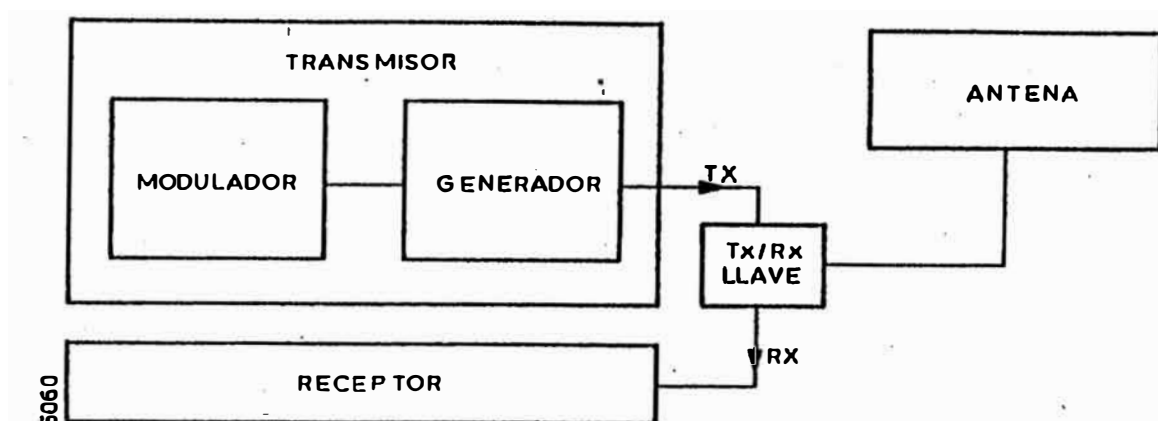 TRANSMISOR
MODULADOR
GENERADOR
TX
ANTENA
Tx/Rx
LLAVE
RX
RECEPTOR